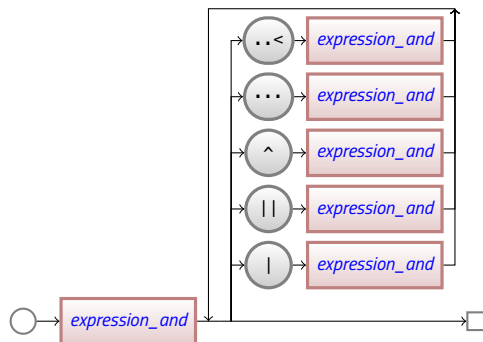 ..< expression_and
... expression_and
^ expression_and
|| expression_and
| expression_and
expression_and